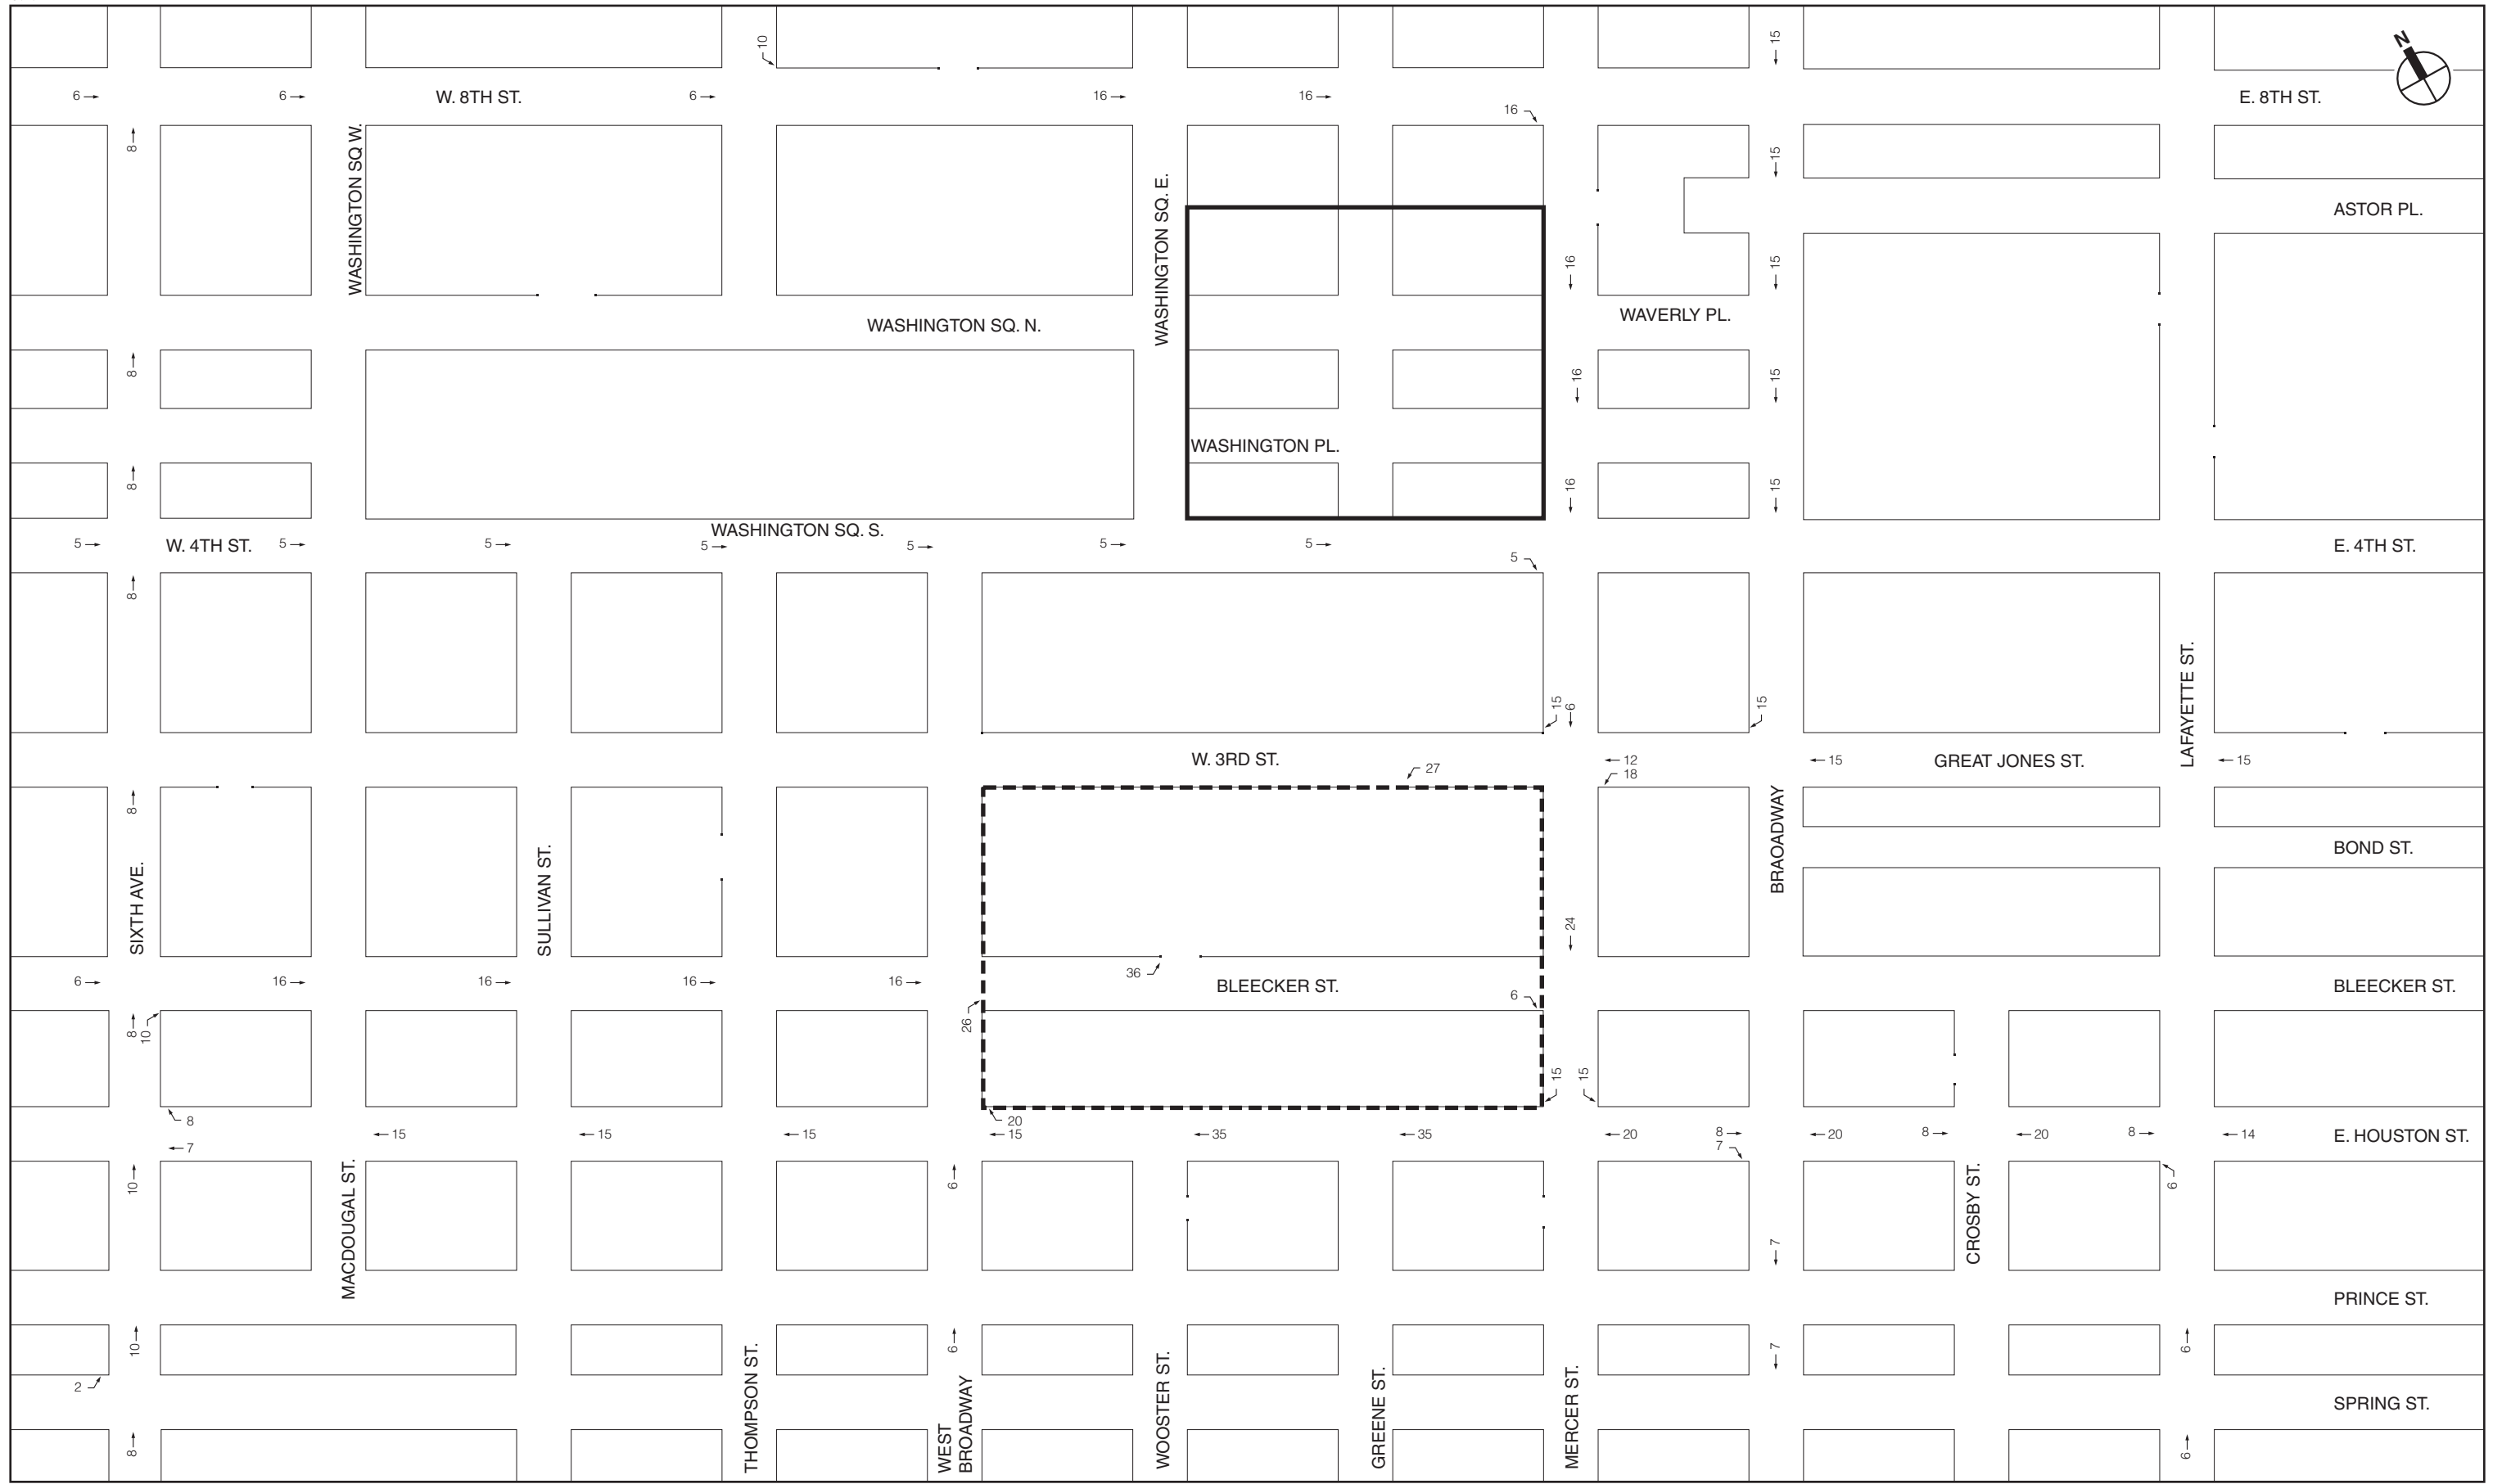 10
15
N
6
6
W. 8TH ST.
6
16
16
E. 8TH ST.
16
8
15
WASHINGTON SQ W.
WASHINGTON SQ. E.
ASTOR PL.
16
15
WAVERLY PL.
WASHINGTON SQ. N.
8
16
15
WASHINGTON PL.
8
16
15
WASHINGTON SQ. S.
5
W. 4TH ST.
5
5
5
5
5
5
E. 4TH ST.
5
8
LAFAYETTE ST.
15
6
15
W. 3RD ST.
12
15
GREAT JONES ST.
15
27
18
8
BRAOADWAY
BOND ST.
SIXTH AVE.
SULLIVAN ST.
24
36
6
16
16
16
16
BLEECKER ST.
BLEECKER ST.
6
8
10
26
15
15
8
20
7
15
15
15
15
35
35
20
8
20
8
20
8
14
E. HOUSTON ST.
7
10
6
6
MACDOUGAL ST.
CROSBY ST.
7
PRINCE ST.
10
6
7
6
2
THOMPSON ST.
WEST
BROADWAY
WOOSTER ST.
GREENE ST.
MERCER ST.
SPRING ST.
8
6